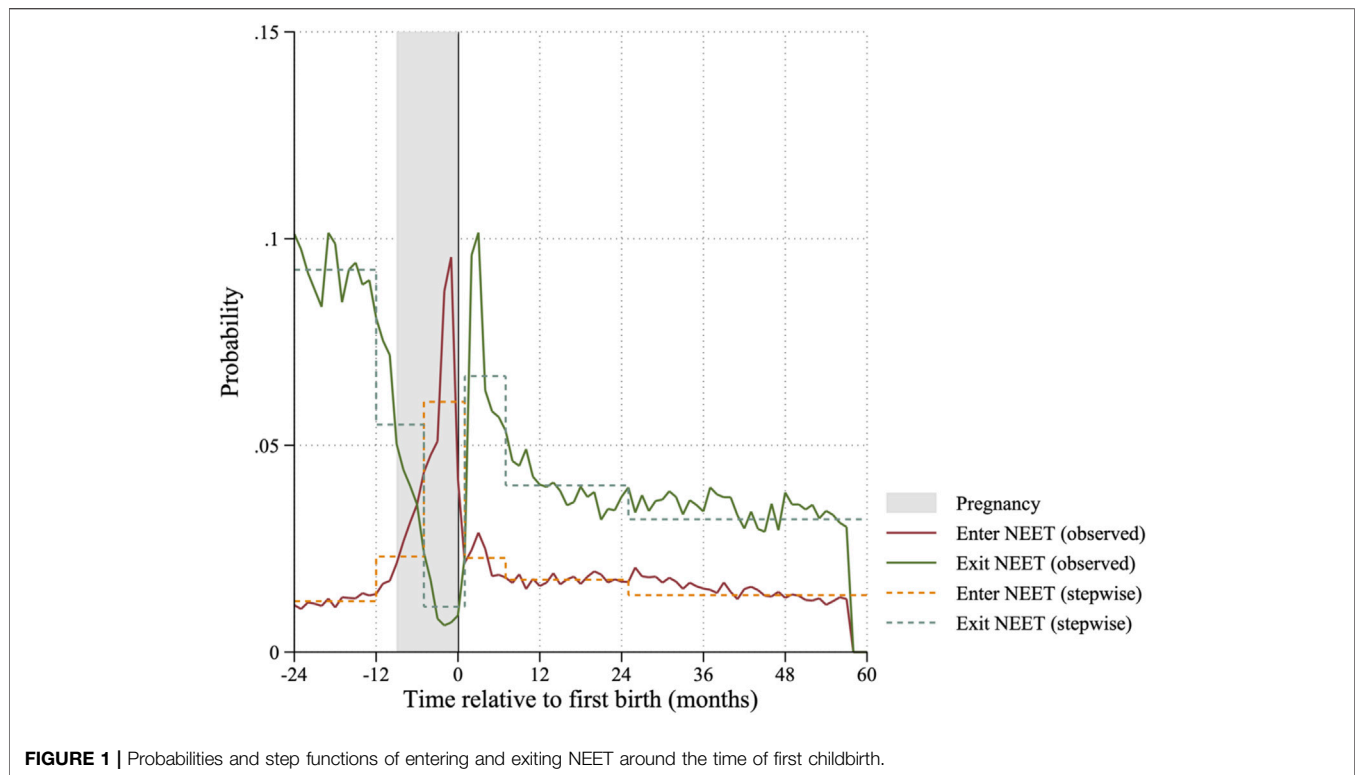 .15
.1
.05
0
Probability
-24 -12 0 12 24 36 48 60
Time relative to first birth (months)
Pregnancy
Enter NEET (observed)
Exit NEET (observed)
Enter NEET (stepwise)
Exit NEET (stepwise)
FIGURE 1 | Probabilities and step functions of entering and exiting NEET around the time of first childbirth.